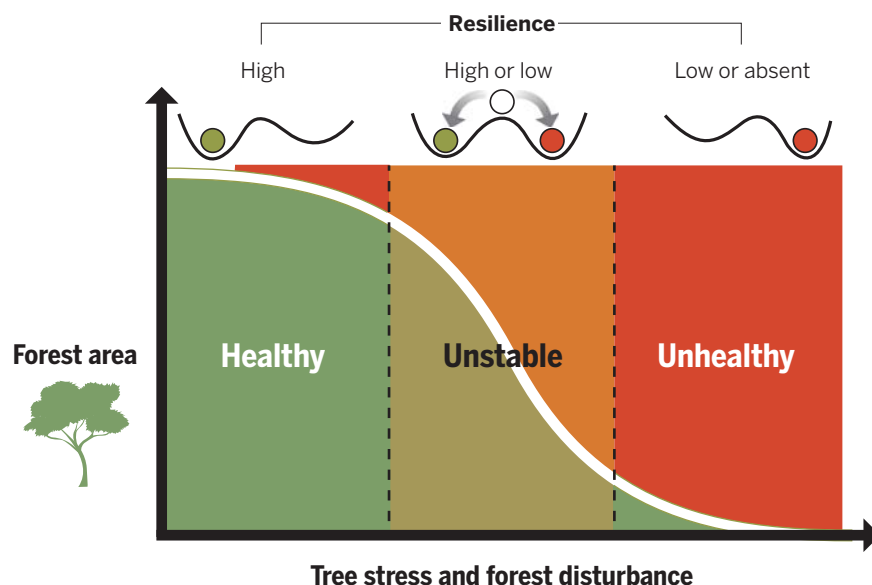 Resilience
High
High or low
Low or absent
Forest area
Healthy
Unstable
Unhealthy
Tree stress and forest disturbance